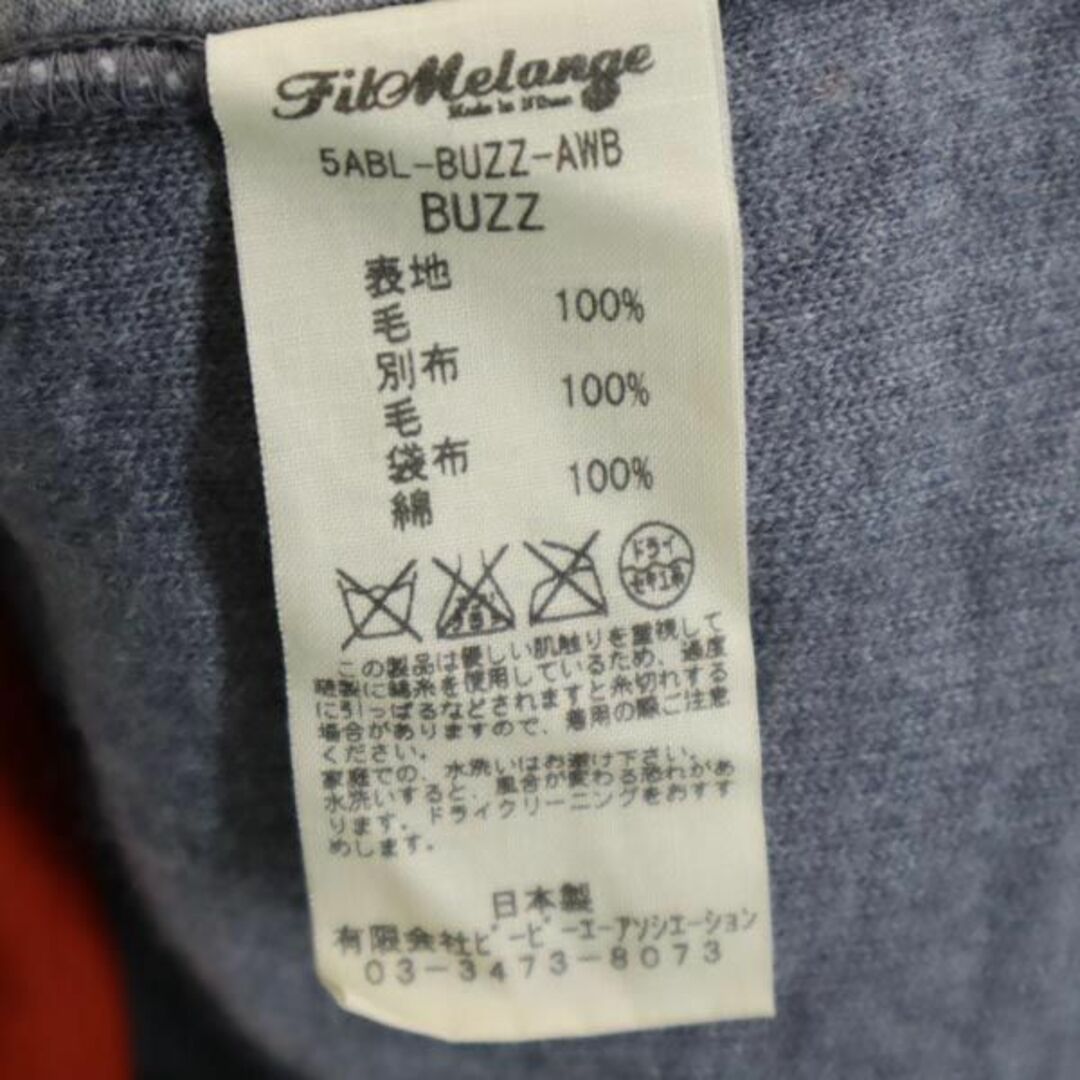 FilMelange
Made in
5ABL-BUZZ-AWB
BUZZ
表地
毛 100%
別布
毛 100%
袋布
綿 100%
ドライ
セキユ系
この製品は優しい肌触りを重視して
縫製に綿糸を使用しているため、過度
に引っぱるなどされますと糸切れする
場合がありますので、着用の際ご注意
ください。
家庭での、水洗いはお避け下さい。
水洗いすると、風合が変わる恐れがあ
ります。ドライクリーニングをおすす
めします。
日本製
有限会社ビービーエーアソシエーション
03-3473-8073